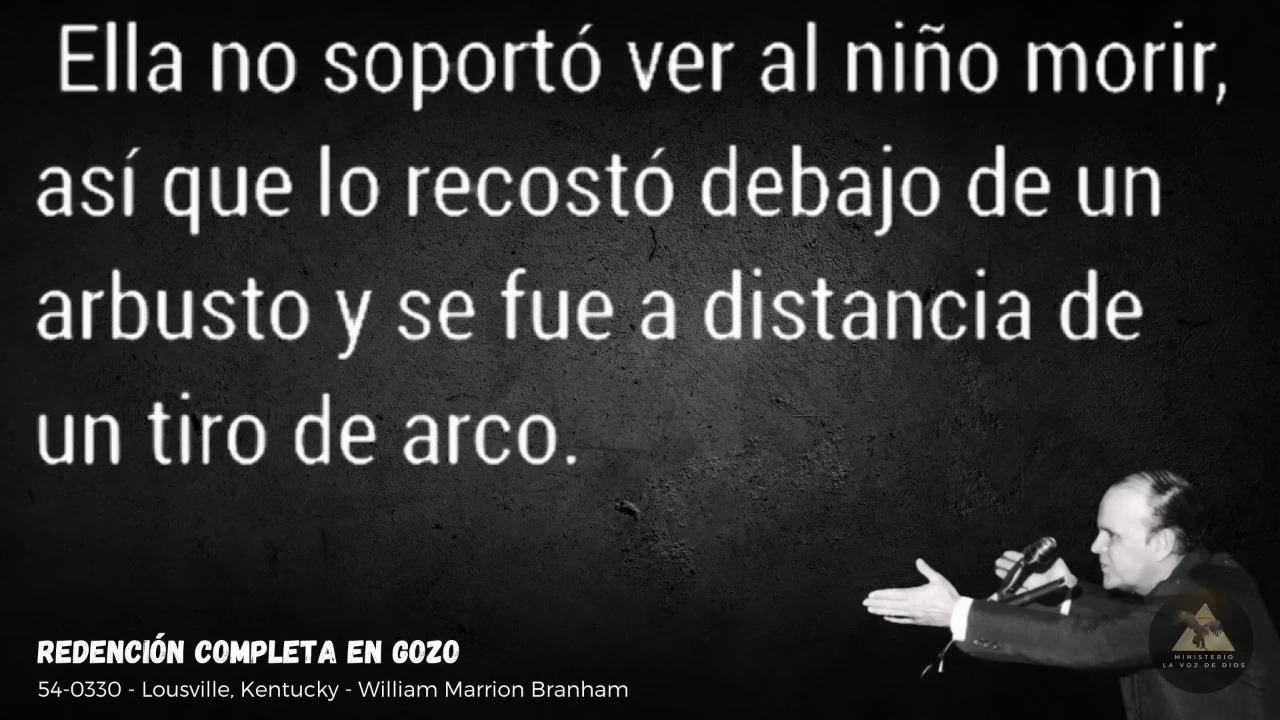 Ella no soportó ver al niño morir,
así que lo recostó debajo de un
arbusto y se fue a distancia de
un tiro de arco.
REDENCIÓN COMPLETA EN GOZO
54-0330 - Lousville, Kentucky - William Marrion Branham
MINISTERIO
LA VOZ DE DIOS